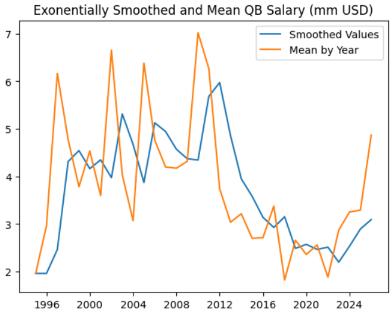 Exonentially Smoothed and Mean QB Salary (mm USD)
Smoothed Values
Mean by Year
7
6
5
4
3
2
1996 2000 2004 2008 2012 2016 2020 2024